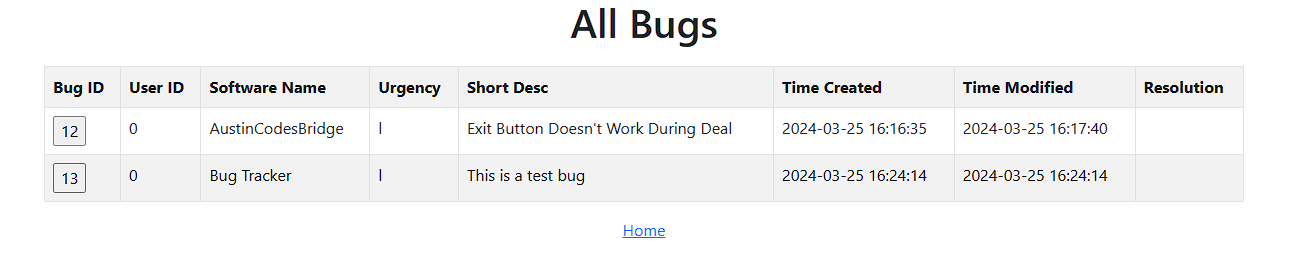 All Bugs
Bug ID User ID Software Name Urgency Short Desc Time Created Time Modified Resolution
12 0 AustinCodesBridge l Exit Button Doesn't Work During Deal 2024-03-25 16:16:35 2024-03-25 16:17:40
13 0 Bug Tracker l This is a test bug 2024-03-25 16:24:14 2024-03-25 16:24:14
Home